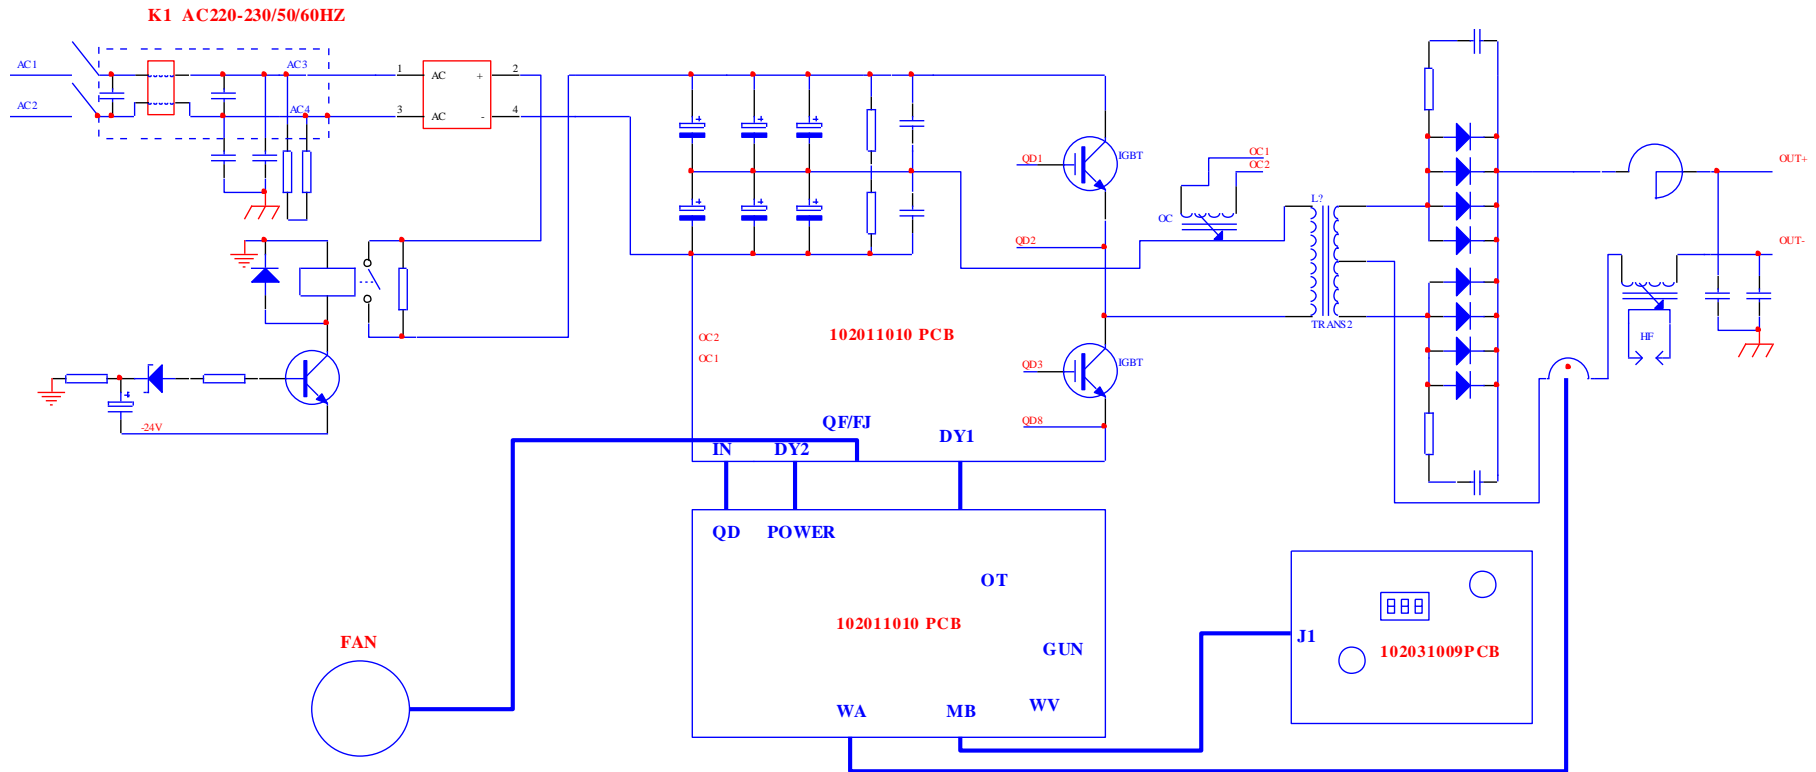 K1 AC220-230/50/60HZ
AC1
AC3
1
AC
+
2
AC2
AC4
3
AC
-
4
+
+
+
QD1
IGBT
OC1
OC2
OUT+
+
+
+
OC
L?
QD2
OUT-
TRANS2
OC2
OC1
102011010 PCB
HF
QD3
IGBT
+
-24V
QF/FJ
QD8
IN
DY2
DY1
QD
POWER
OT
102011010 PCB
FAN
GUN
J1
888
102031009PCB
WA
MB
WV